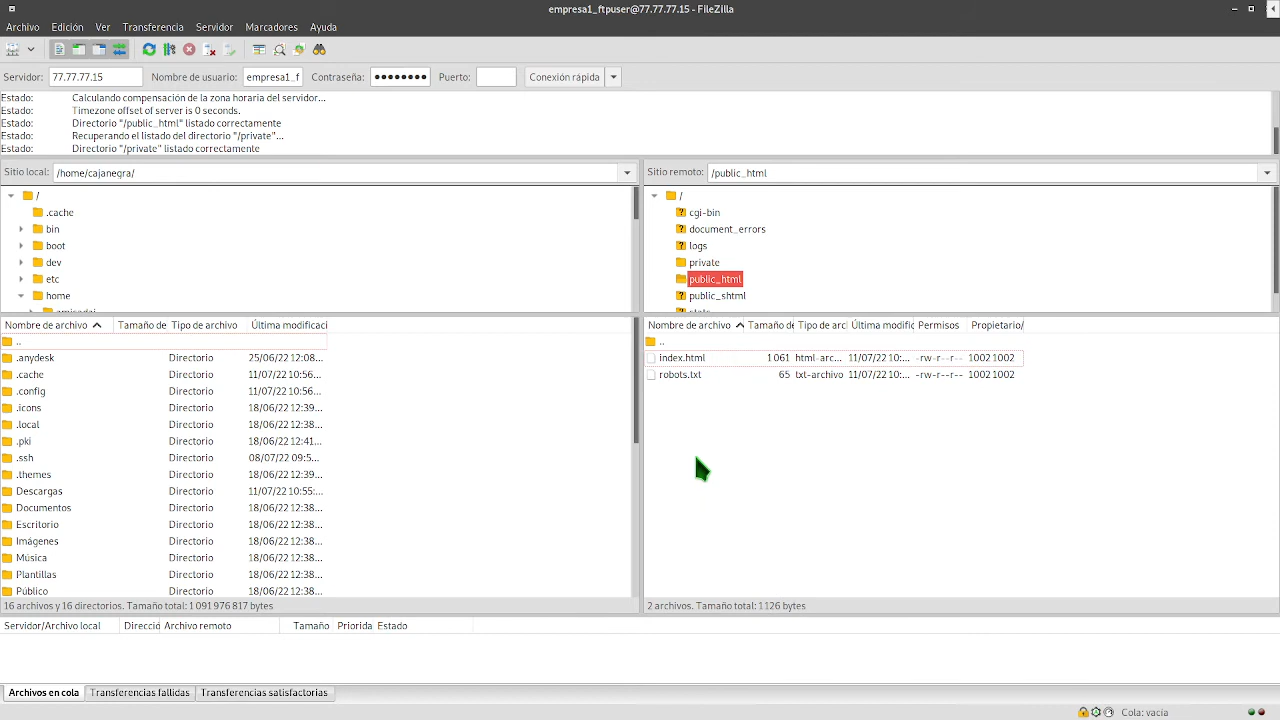 empresa1_ftpuser@77.77.77.15 - FileZilla
Archivo Edición Ver Transferencia Servidor Marcadores Ayuda
Servidor: 77.77.77.15 Nombre de usuario: empresa1_f Contraseña: ●●●●●●●● Puerto: Conexión rápida
Estado: Calculando compensación de la zona horaria del servidor...
Estado: Timezone offset of server is 0 seconds.
Estado: Directorio "/public_html" listado correctamente
Estado: Recuperando el listado del directorio "/private"...
Estado: Directorio "/private" listado correctamente
Sitio local: /home/cajanegra/
/
.cache
bin
boot
dev
etc
home
Sitio remoto: /public_html
/
cgi-bin
document_errors
logs
private
public_html
public_shtml
Nombre de archivo Tamaño de Tipo de archivo Última modificaci
..
.anydesk Directorio 25/06/22 12:08...
.cache Directorio 11/07/22 10:56...
.config Directorio 11/07/22 10:56...
.icons Directorio 18/06/22 12:39...
.local Directorio 18/06/22 12:38...
.pki Directorio 18/06/22 12:41...
.ssh Directorio 08/07/22 09:5...
.themes Directorio 18/06/22 12:39...
Descargas Directorio 11/07/22 10:55:...
Documentos Directorio 18/06/22 12:38...
Escritorio Directorio 18/06/22 12:38...
Imágenes Directorio 18/06/22 12:38...
Música Directorio 18/06/22 12:38...
Plantillas Directorio 18/06/22 12:38...
Público Directorio 18/06/22 12:38...
16 archivos y 16 directorios. Tamaño total: 1 091 976 817 bytes
Nombre de archivo Tamaño de Tipo de arcl Última modific Permisos Propietario/
..
index.html 1 061 html-arc... 11/07/22 10:... -rw-r--r-- 1002 1002
robots.txt 65 txt-archivo 11/07/22 10:... -rw-r--r-- 1002 1002
2 archivos. Tamaño total: 1 126 bytes
Servidor/Archivo local Direcció Archivo remoto Tamaño Priorida Estado
Archivos en cola Transferencias fallidas Transferencias satisfactorias
Cola: vacía